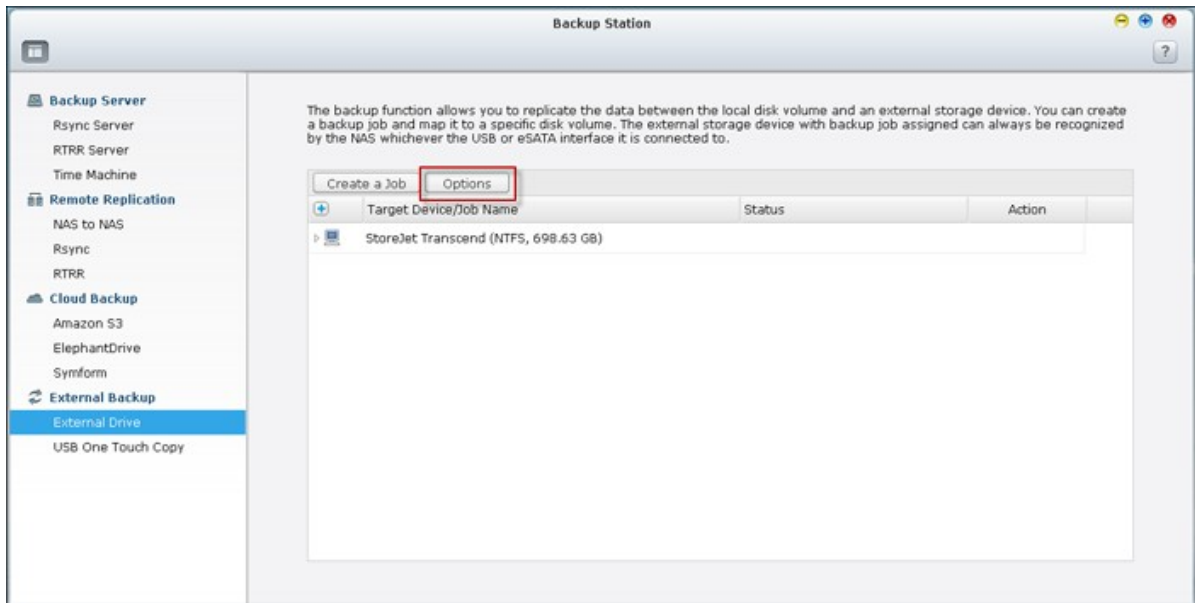 Backup Station
?
Backup Server
Rsync Server
RTRR Server
Time Machine
Remote Replication
NAS to NAS
Rsync
RTRR
Cloud Backup
Amazon S3
ElephantDrive
Symform
External Backup
External Drive
USB One Touch Copy
The backup function allows you to replicate the data between the local disk volume and an external storage device. You can create
a backup job and map it to a specific disk volume. The external storage device with backup job assigned can always be recognized
by the NAS whichever the USB or eSATA interface it is connected to.
Create a Job Options
Target Device/Job Name Status Action
StoreJet Transcend (NTFS, 698.63 GB)